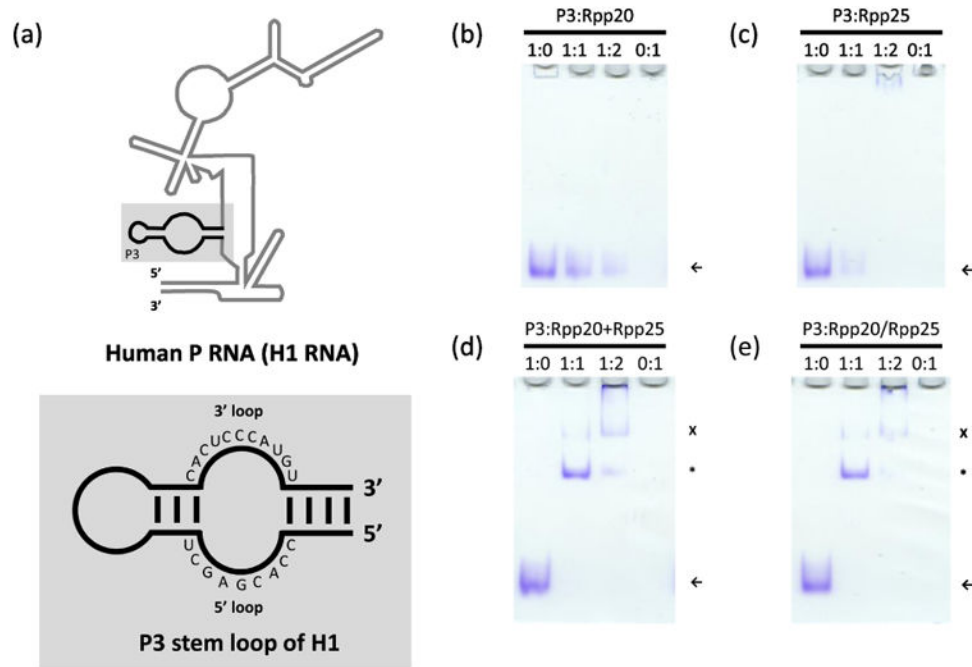 (a)
P3
5'
3'
Human P RNA (H1 RNA)
3' loop
CACUCCCAUGU
3'
5'
UCGAGCACC
5' loop
P3 stem loop of H1
(b)
P3:Rpp20
1:0 1:1 1:2 0:1
←
(c)
P3:Rpp25
1:0 1:1 1:2 0:1
←
(d)
P3:Rpp20+Rpp25
1:0 1:1 1:2 0:1
x
•
←
(e)
P3:Rpp20/Rpp25
1:0 1:1 1:2 0:1
x
•
←